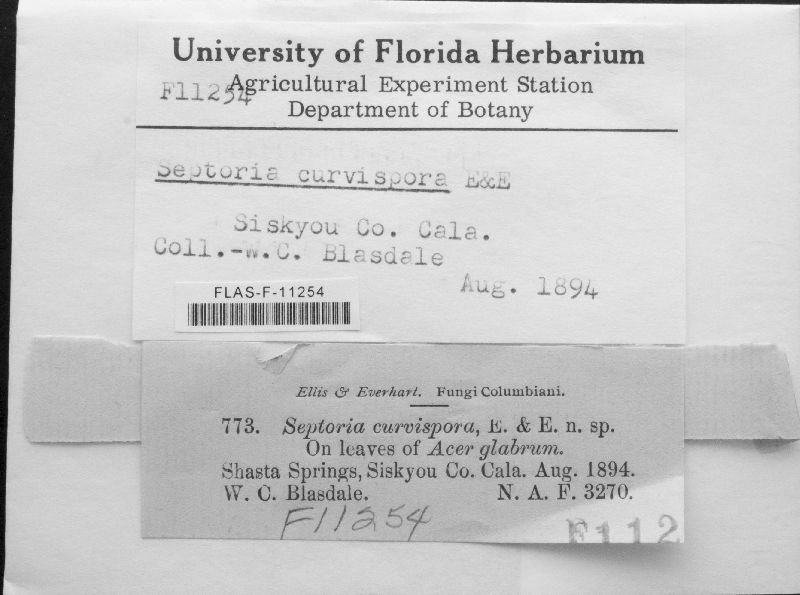 University of Florida Herbarium
Agricultural Experiment Station
F11254
Department of Botany
Septoria curvispora E&E
Siskyou Co. Cala.
Coll.-W.C. Blasdale
Aug. 1894
FLAS-F-11254
Ellis & Everhart. Fungi Columbiani.
773. Septoria curvispora, E. & E. n. sp.
On leaves of Acer glabrum.
Shasta Springs, Siskyou Co. Cala. Aug. 1894.
W. C. Blasdale. N. A. F. 3270.
F11254
F112